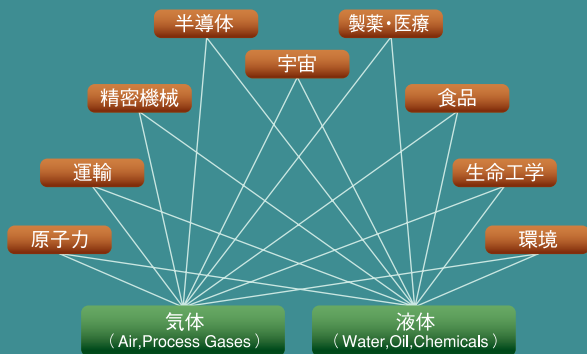 半導体
製薬・医療
宇宙
精密機械
食品
運輸
生命工学
原子力
環境
気体
（Air,Process Gases）
液体
（Water,Oil,Chemicals）